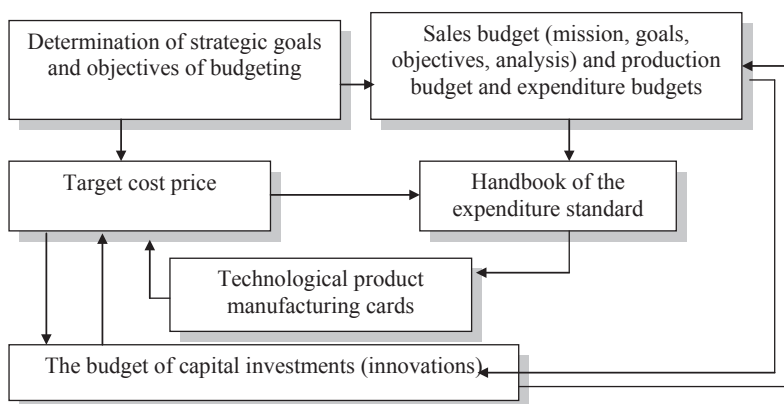 Determination of strategic goals
and objectives of budgeting
Sales budget (mission, goals,
objectives, analysis) and production
budget and expenditure budgets
Target cost price
Handbook of the
expenditure standard
Technological product
manufacturing cards
The budget of capital investments (innovations)